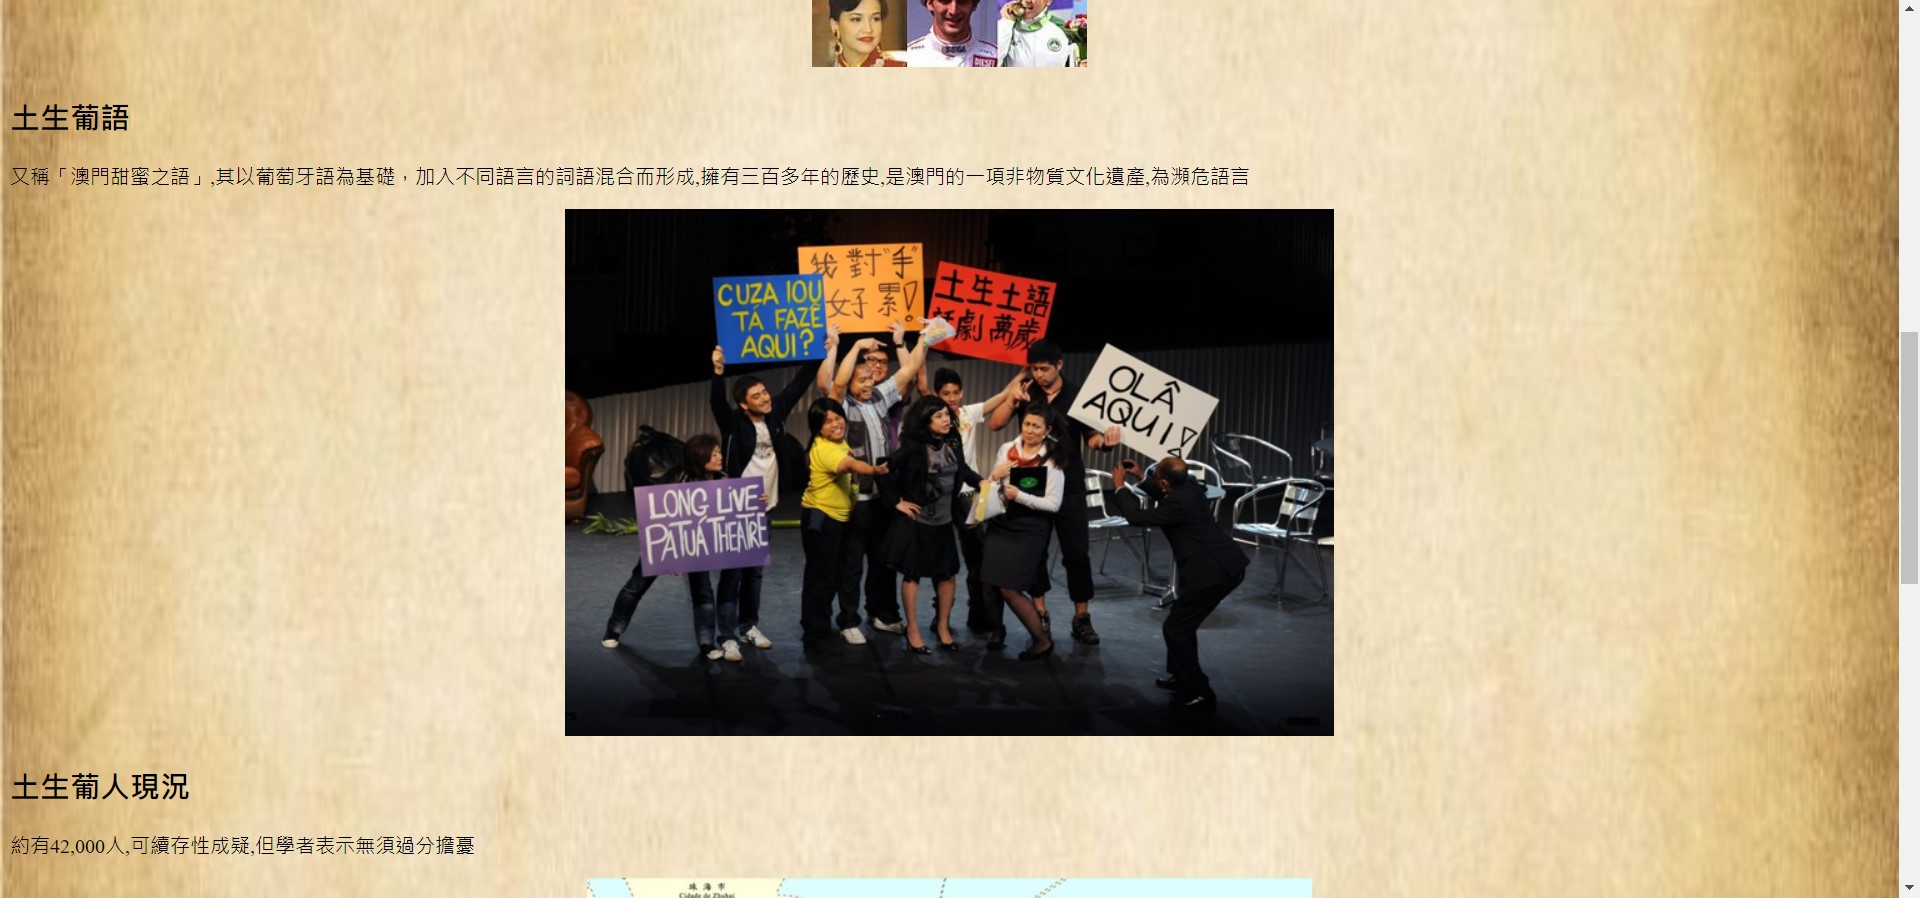 SEGA
DIESEL
土生葡語
又稱「澳門甜蜜之語」,其以葡萄牙語為基礎，加入不同語言的詞語混合而形成,擁有三百多年的歷史,是澳門的一項非物質文化遺產,為瀕危語言
我對“手”
好累!
CUZA IOU
TÁ FAZÊ
AQUI?
土生土語
話劇萬歲
OLÂ
AQUI!
LONG LIVE
PATUÁ THEATRE
土生葡人現況
約有42,000人,可續存性成疑,但學者表示無須過分擔憂
珠海市
Cidade de Zhuhai